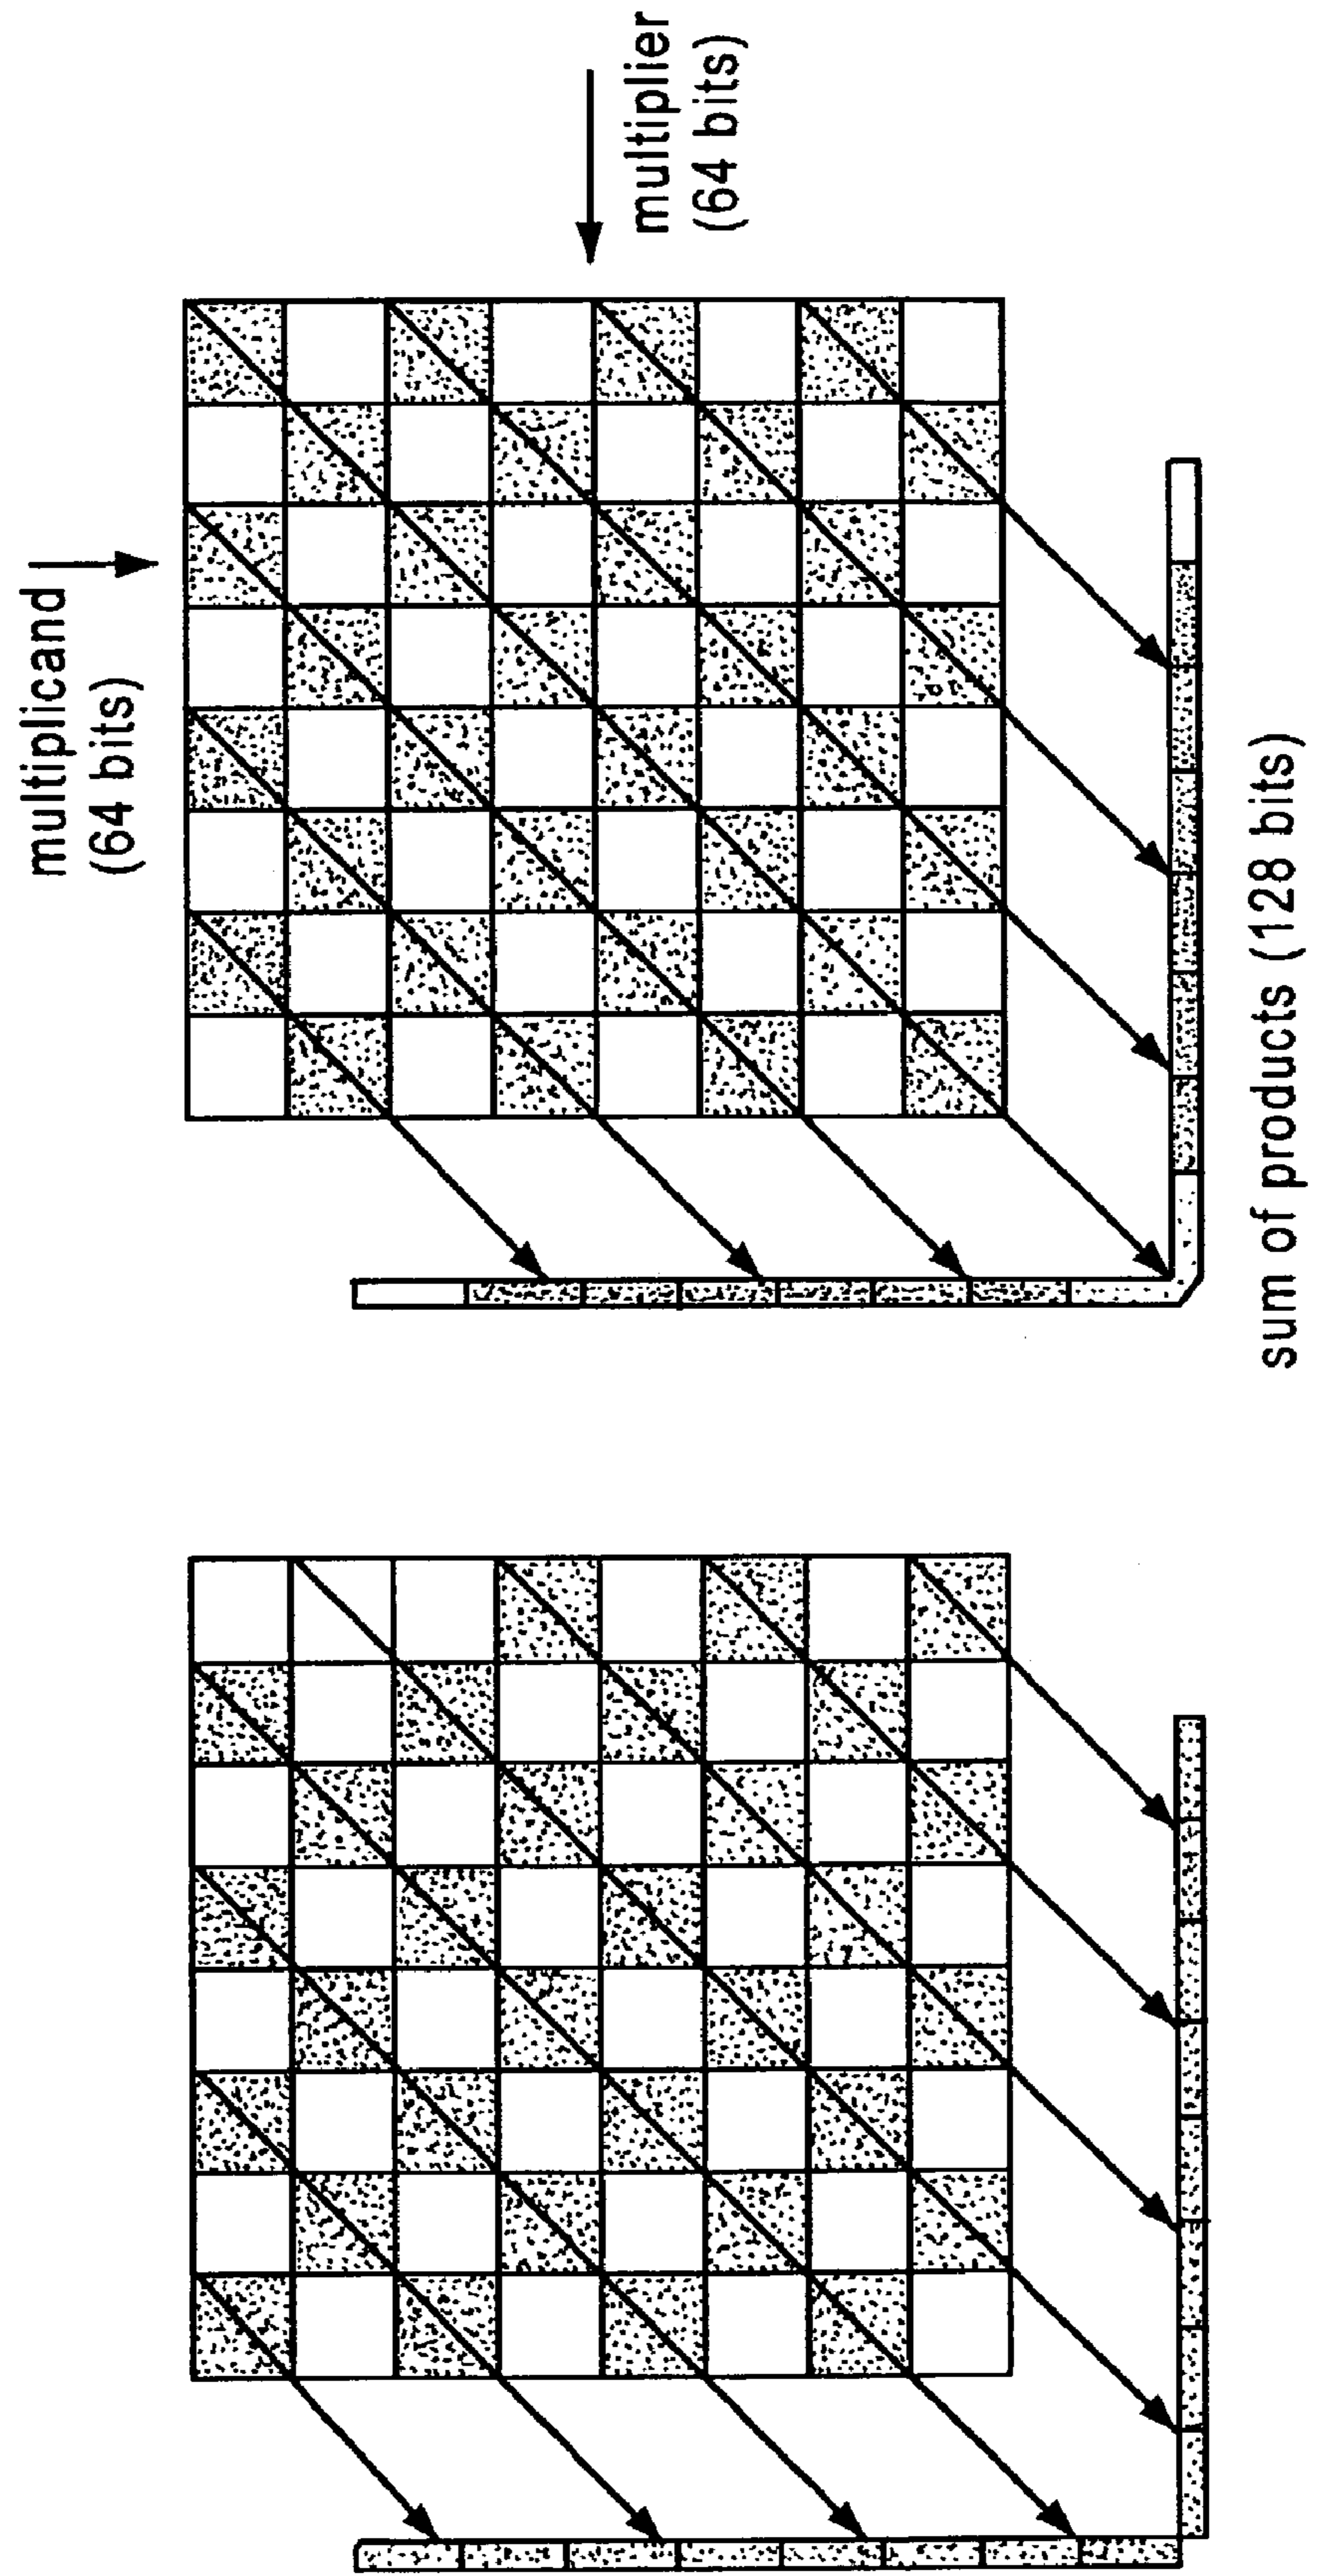 multiplicand
(64 bits)
multiplier
(64 bits)
sum of products (128 bits)